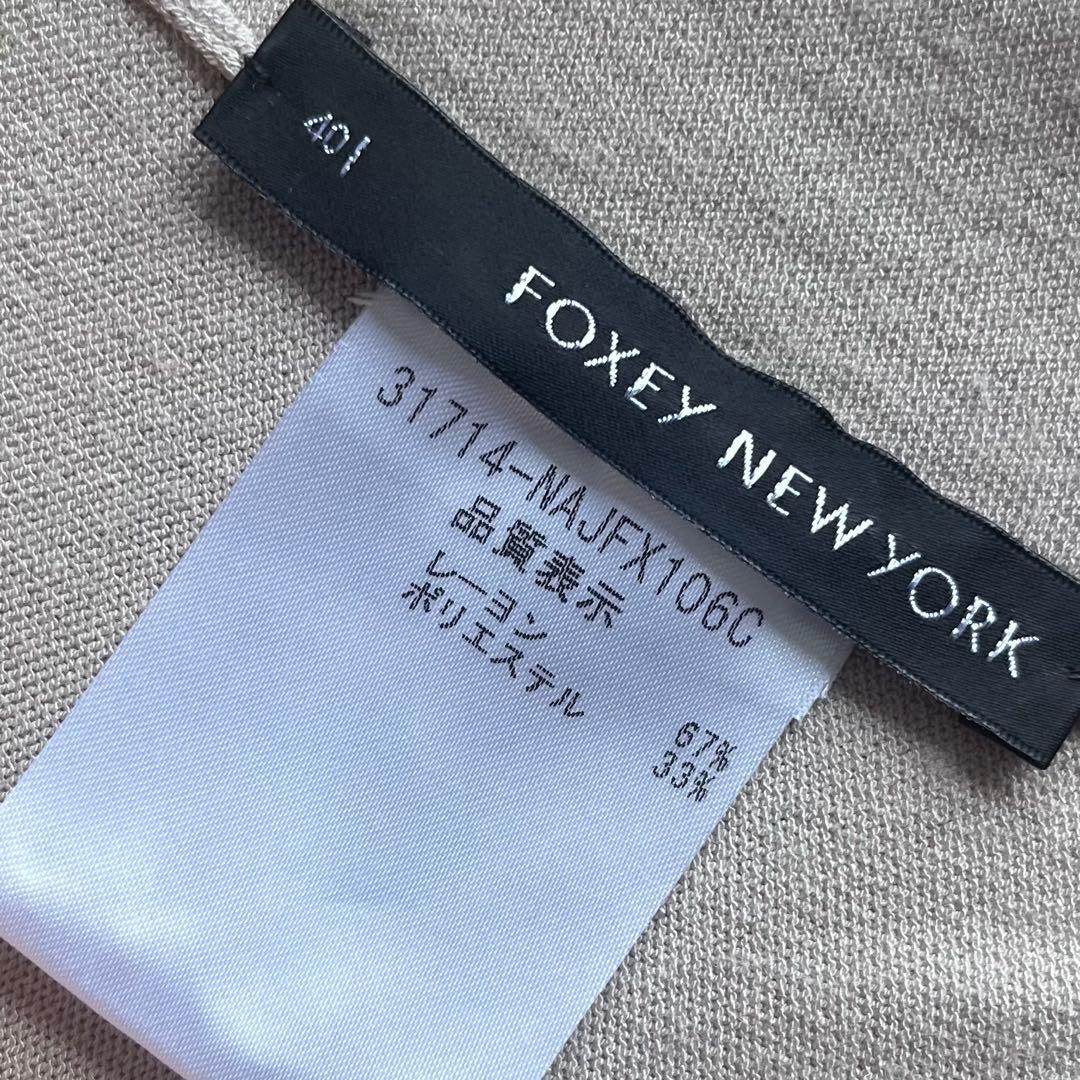 40
FOXEY NEW YORK
31714-NAJFX106C
品質表示
レーヨン 67%
ポリエステル 33%